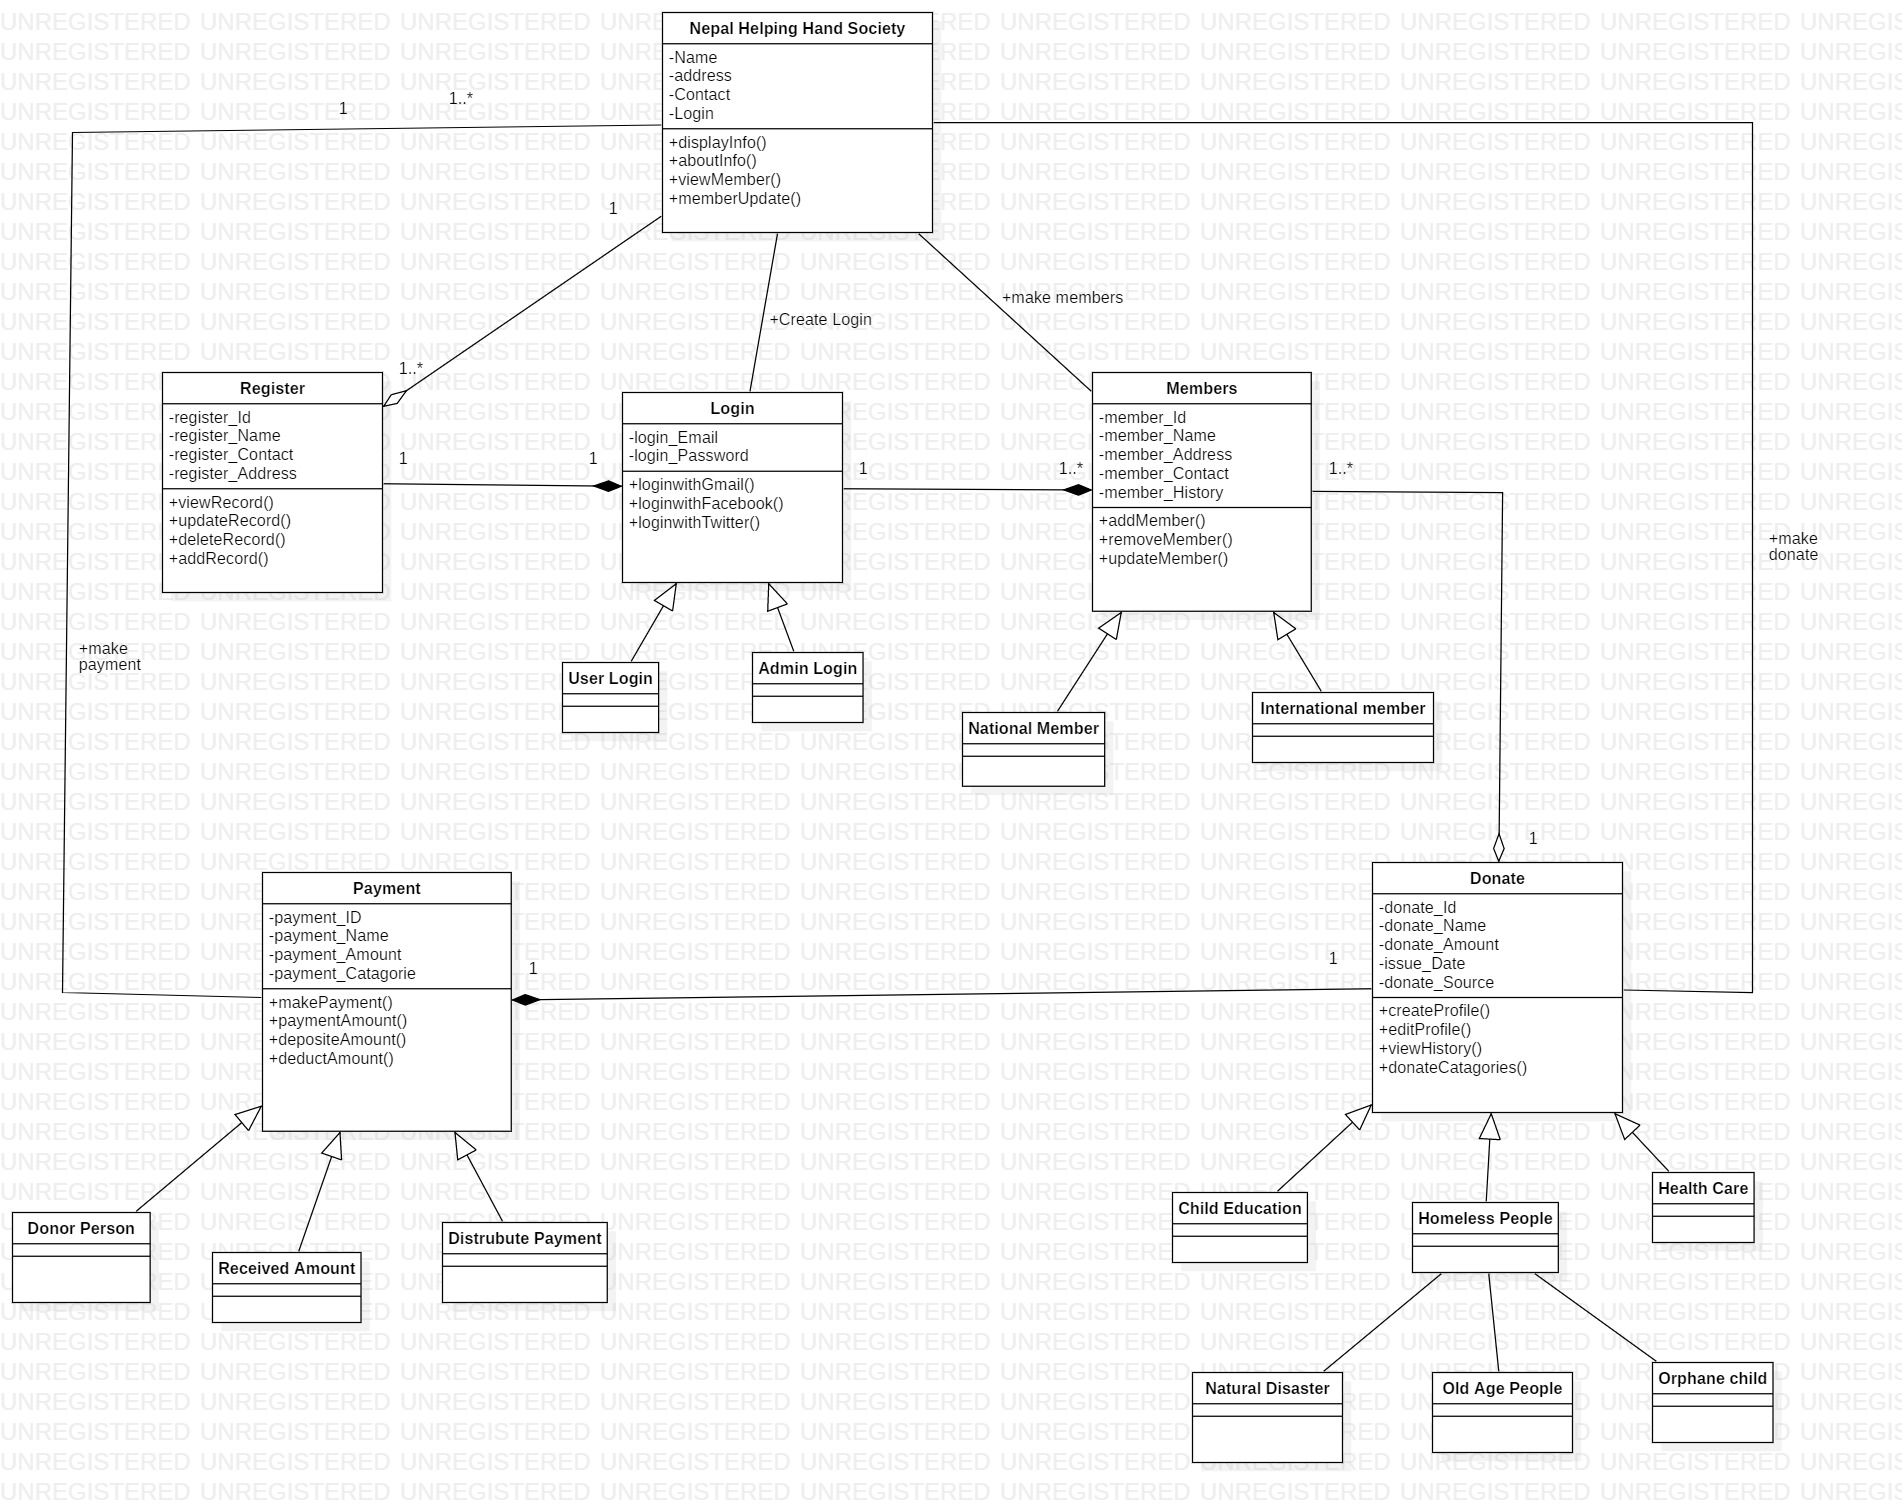 Nepal Helping Hand Society
-Name
-address
-Contact
-Login
+displayInfo()
+aboutInfo()
+viewMember()
+memberUpdate()
1
1..*
1
+make members
+Create Login
1..*
Register
-register_Id
-register_Name
-register_Contact
-register_Address
+viewRecord()
+updateRecord()
+deleteRecord()
+addRecord()
1
1
Login
-login_Email
-login_Password
+loginwithGmail()
+loginwithFacebook()
+loginwithTwitter()
1
1..*
Members
-member_Id
-member_Name
-member_Address
-member_Contact
-member_History
+addMember()
+removeMember()
+updateMember()
1..*
+make
donate
+make
payment
User Login
Admin Login
National Member
International member
1
Payment
-payment_ID
-payment_Name
-payment_Amount
-payment_Catagorie
+makePayment()
+paymentAmount()
+depositeAmount()
+deductAmount()
1
1
Donate
-donate_Id
-donate_Name
-donate_Amount
-issue_Date
-donate_Source
+createProfile()
+editProfile()
+viewHistory()
+donateCatagories()
Donor Person
Received Amount
Distrubute Payment
Child Education
Homeless People
Health Care
Natural Disaster
Old Age People
Orphane child
UNREGISTERED